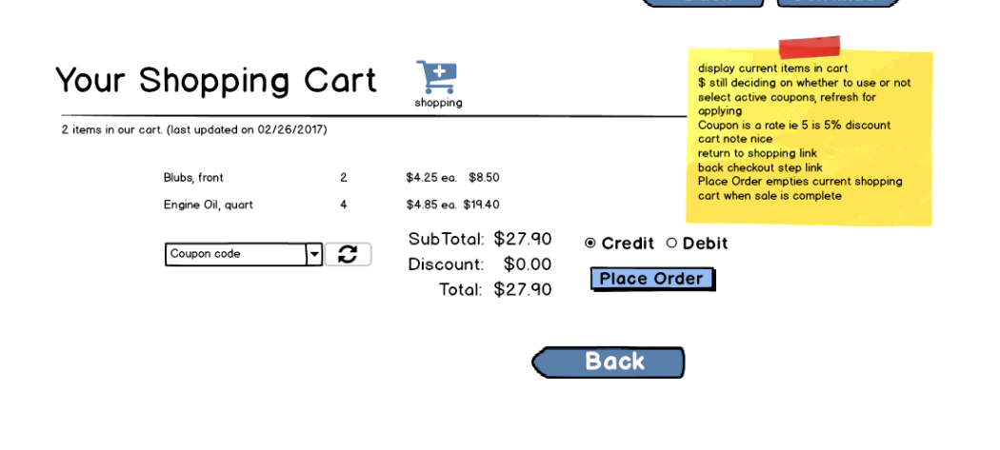 Your Shopping Cart
shopping
2 items in our cart. (last updated on 02/26/2017)
display current items in cart
$ still deciding on whether to use or not
select active coupons, refresh for
applying
Coupon is a rate ie 5 is 5% discount
cart note nice
return to shopping link
back checkout step link
Place Order empties current shopping
cart when sale is complete
Blubs, front 2 $4.25 ea. $8.50
Engine Oil, quart 4 $4.85 ea. $19.40
Coupon code
SubTotal: $27.90
Discount: $0.00
Total: $27.90
Credit Debit
Place Order
Back